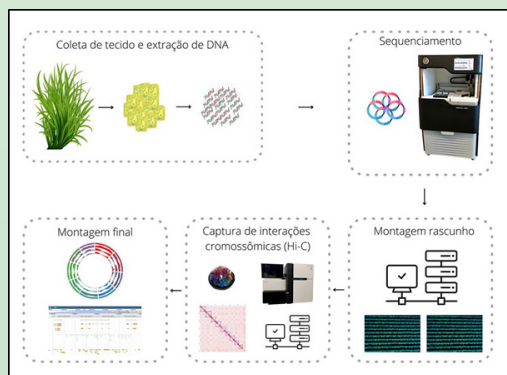 Coleta de tecido e extração de DNA
Sequenciamento
Montagem final
Captura de interações
cromossômicas (Hi-C)
Montagem rascunho